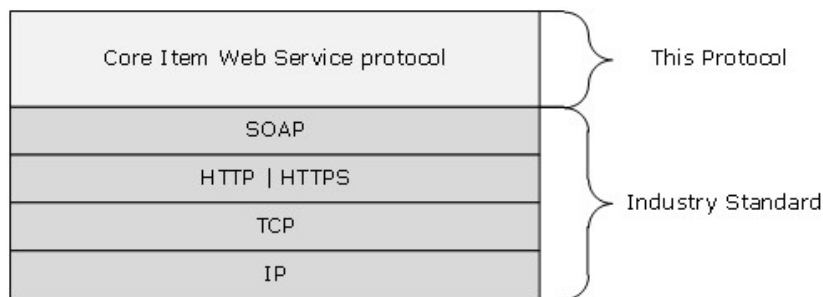 Core Item Web Service protocol
This Protocol
SOAP
HTTP | HTTPS
Industry Standard
TCP
IP